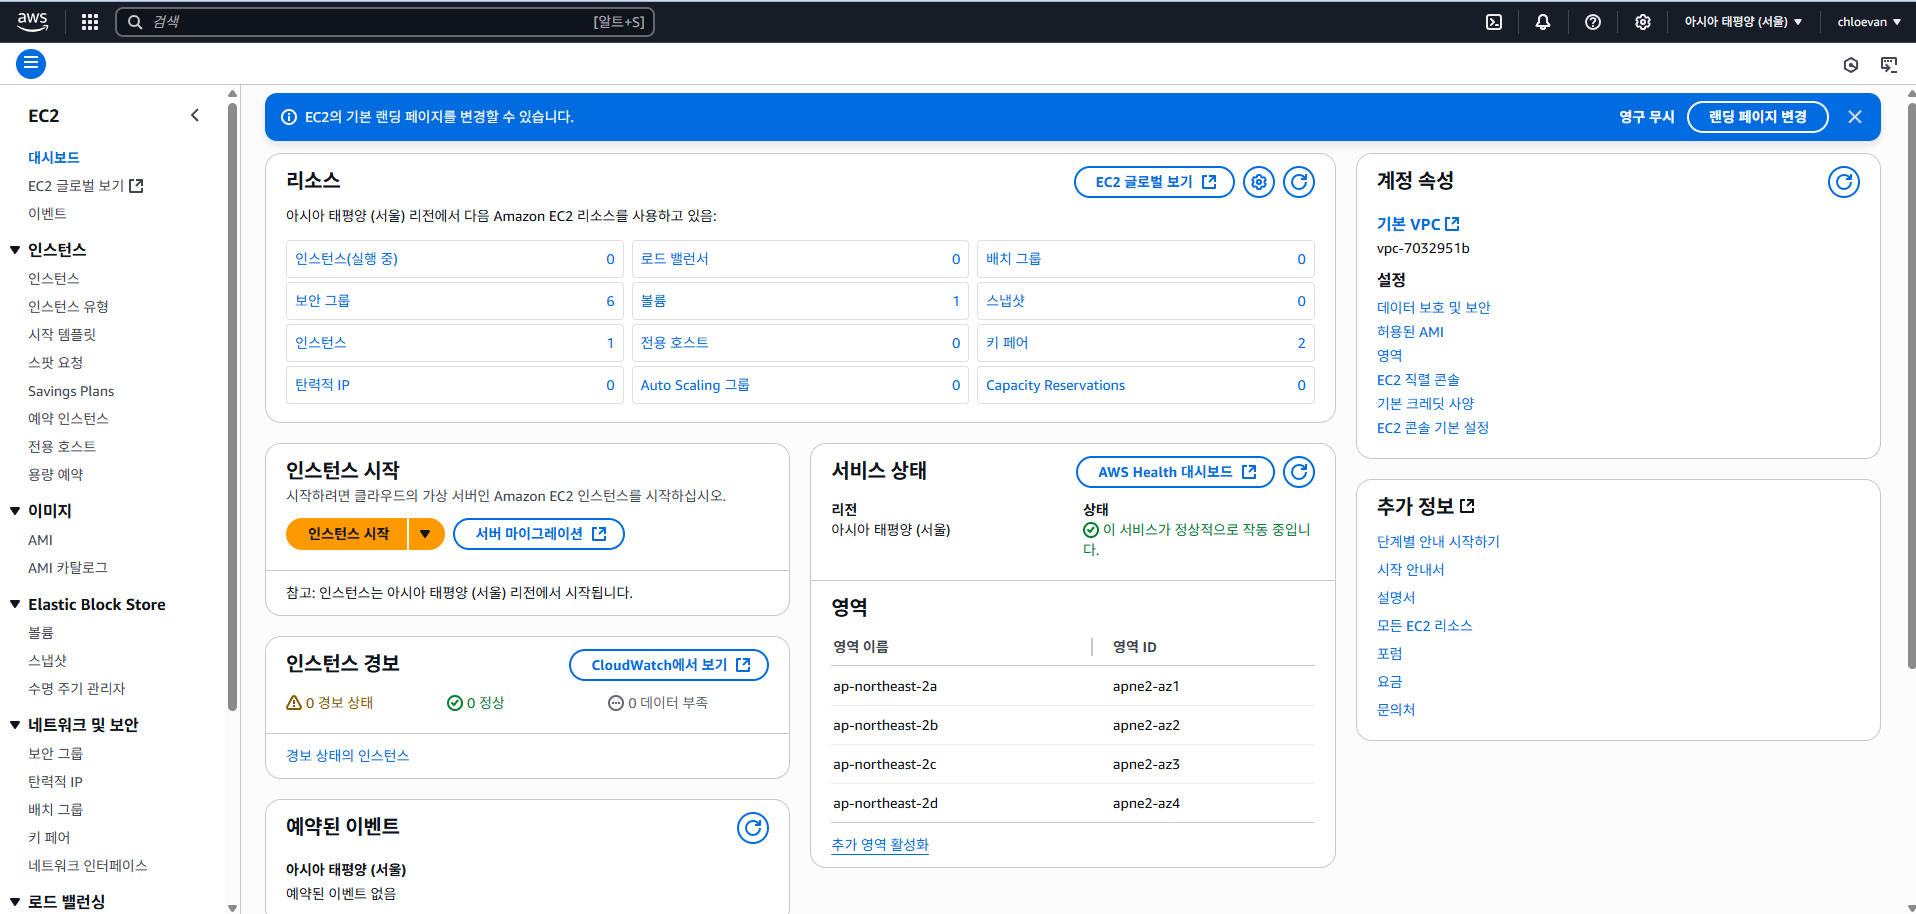 aws
검색
[알트+S]
아시아 태평양 (서울)
chloevan
EC2
대시보드
EC2 글로벌 보기
이벤트
인스턴스
인스턴스
인스턴스 유형
시작 템플릿
스팟 요청
Savings Plans
예약 인스턴스
전용 호스트
용량 예약
이미지
AMI
AMI 카탈로그
Elastic Block Store
볼륨
스냅샷
수명 주기 관리자
네트워크 및 보안
보안 그룹
탄력적 IP
배치 그룹
키 페어
네트워크 인터페이스
로드 밸런싱
EC2의 기본 랜딩 페이지를 변경할 수 있습니다.
영구 무시
랜딩 페이지 변경
리소스
EC2 글로벌 보기
아시아 태평양 (서울) 리전에서 다음 Amazon EC2 리소스를 사용하고 있음:
인스턴스(실행 중) 0
로드 밸런서 0
배치 그룹 0
보안 그룹 6
볼륨 1
스냅샷 0
인스턴스 1
전용 호스트 0
키 페어 2
탄력적 IP 0
Auto Scaling 그룹 0
Capacity Reservations 0
인스턴스 시작
시작하려면 클라우드의 가상 서버인 Amazon EC2 인스턴스를 시작하십시오.
인스턴스 시작
서버 마이그레이션
참고: 인스턴스는 아시아 태평양 (서울) 리전에서 시작됩니다.
인스턴스 경보
CloudWatch에서 보기
0 경보 상태
0 정상
0 데이터 부족
경보 상태의 인스턴스
예약된 이벤트
아시아 태평양 (서울)
예약된 이벤트 없음
서비스 상태
AWS Health 대시보드
리전
아시아 태평양 (서울)
상태
이 서비스가 정상적으로 작동 중입니
다.
영역
영역 이름 영역 ID
ap-northeast-2a apne2-az1
ap-northeast-2b apne2-az2
ap-northeast-2c apne2-az3
ap-northeast-2d apne2-az4
추가 영역 활성화
계정 속성
기본 VPC
vpc-7032951b
설정
데이터 보호 및 보안
허용된 AMI
영역
EC2 직렬 콘솔
기본 크레딧 사양
EC2 콘솔 기본 설정
추가 정보
단계별 안내 시작하기
시작 안내서
설명서
모든 EC2 리소스
포럼
요금
문의처